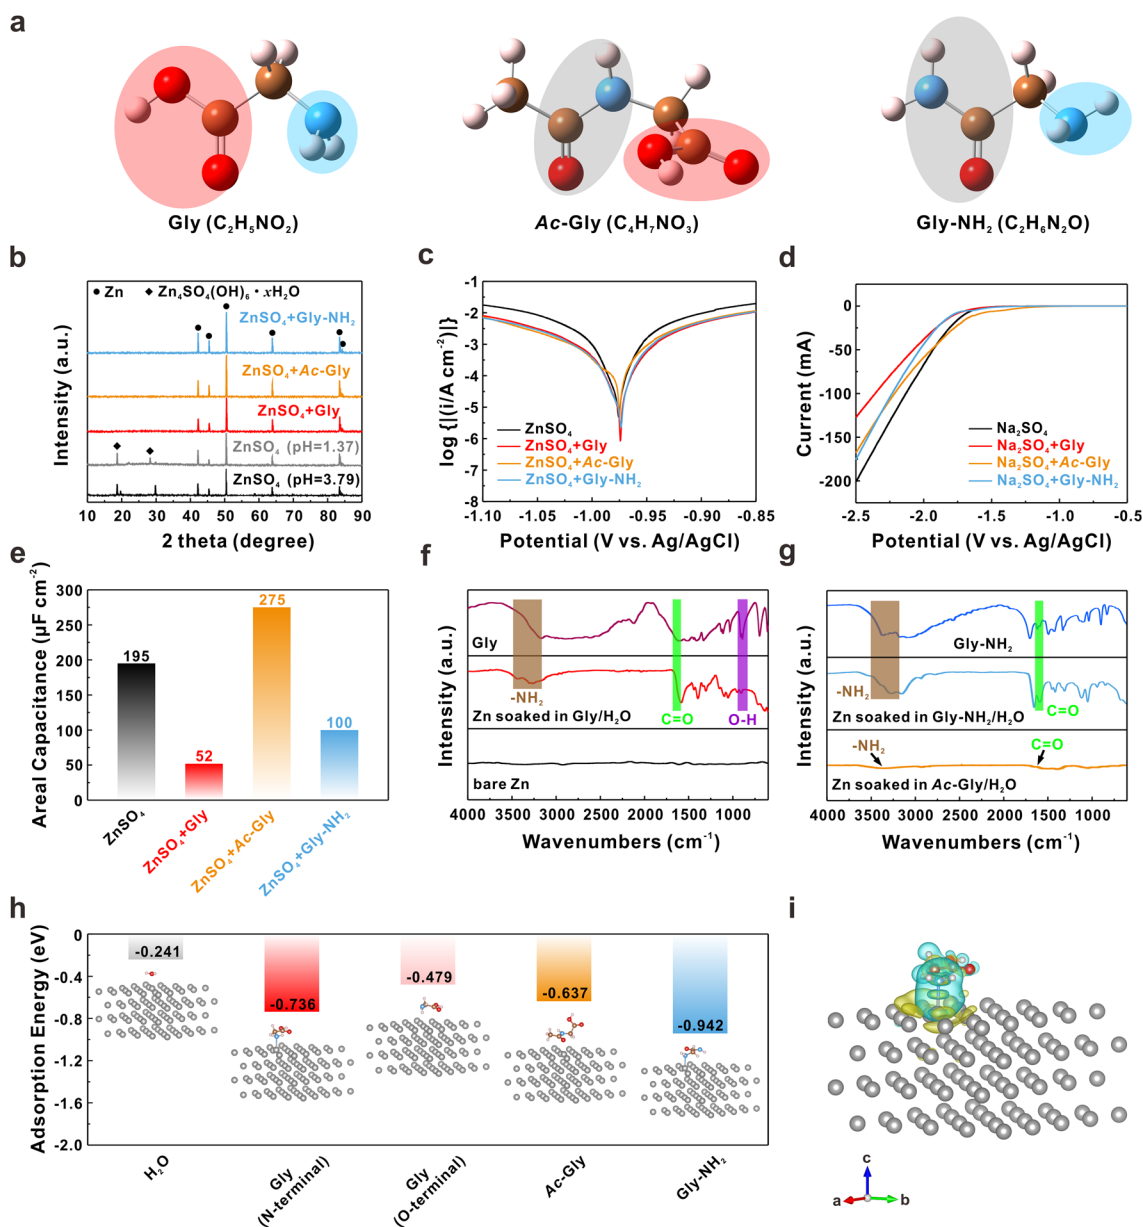 a
Gly (C₂H₅NO₂)
Ac-Gly (C₄H₇NO₃)
Gly-NH₂ (C₂H₆N₂O)
b
Intensity (a.u.)
● Zn ◆ Zn₄SO₄(OH)₆ · xH₂O
ZnSO₄+Gly-NH₂
ZnSO₄+Ac-Gly
ZnSO₄+Gly
ZnSO₄ (pH=1.37)
ZnSO₄ (pH=3.79)
10 20 30 40 50 60 70 80 90
2 theta (degree)
c
log {|(i/A cm⁻²)|}
-1
-2
-3
-4
-5
-6
-7
-8
ZnSO₄
ZnSO₄+Gly
ZnSO₄+Ac-Gly
ZnSO₄+Gly-NH₂
-1.10 -1.05 -1.00 -0.95 -0.90 -0.85
Potential (V vs. Ag/AgCl)
d
Current (mA)
0
-50
-100
-150
-200
Na₂SO₄
Na₂SO₄+Gly
Na₂SO₄+Ac-Gly
Na₂SO₄+Gly-NH₂
-2.5 -2.0 -1.5 -1.0 -0.5
Potential (V vs. Ag/AgCl)
e
Areal Capacitance (µF cm⁻²)
300
250
200
150
100
50
0
195
52
275
100
ZnSO₄
ZnSO₄+Gly
ZnSO₄+Ac-Gly
ZnSO₄+Gly-NH₂
f
Intensity (a.u.)
Gly
-NH₂
C=O
O-H
Zn soaked in Gly/H₂O
bare Zn
4000 3500 3000 2500 2000 1500 1000
Wavenumbers (cm⁻¹)
g
Intensity (a.u.)
Gly-NH₂
-NH₂
Zn soaked in Gly-NH₂/H₂O
C=O
-NH₂
C=O
Zn soaked in Ac-Gly/H₂O
4000 3500 3000 2500 2000 1500 1000
Wavenumbers (cm⁻¹)
h
Adsorption Energy (eV)
0
-0.4
-0.8
-1.2
-1.6
-2.0
-0.241
-0.736
-0.479
-0.637
-0.942
H₂O
Gly
(N-terminal)
Gly
(O-terminal)
Ac-Gly
Gly-NH₂
i
c
a
b